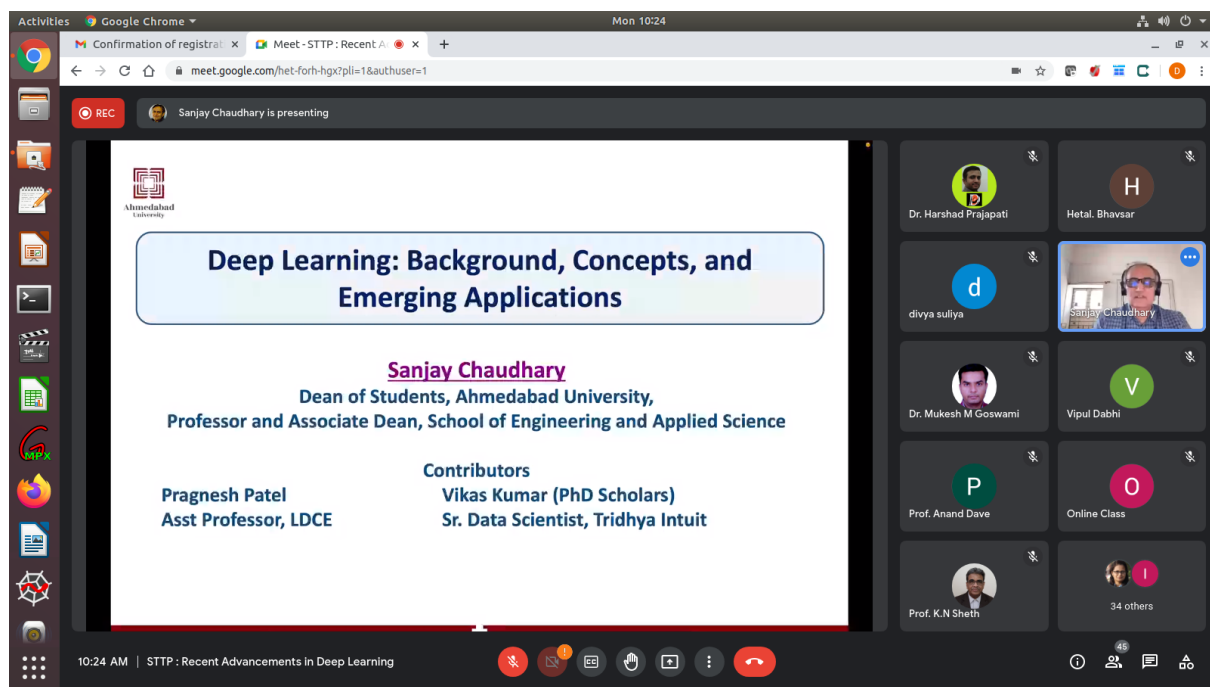 Activities
Google Chrome
Mon 10:24
Confirmation of registrat
Meet - STTP : Recent A
meet.google.com/het-forh-hgx?pli=1&authuser=1
D
REC
Sanjay Chaudhary is presenting
Ahmedabad
University
Deep Learning: Background, Concepts, and
Emerging Applications
Sanjay Chaudhary
Dean of Students, Ahmedabad University,
Professor and Associate Dean, School of Engineering and Applied Science
Contributors
Pragnesh Patel
Vikas Kumar (PhD Scholars)
Asst Professor, LDCE
Sr. Data Scientist, Tridhya Intuit
Dr. Harshad Prajapati
H
Hetal. Bhavsar
d
divya suliya
Sanjay Chaudhary
Dr. Mukesh M Goswami
V
Vipul Dabhi
P
Prof. Anand Dave
O
Online Class
Prof. K.N Sheth
I
34 others
MPX
10:24 AM | STTP : Recent Advancements in Deep Learning
CC
45